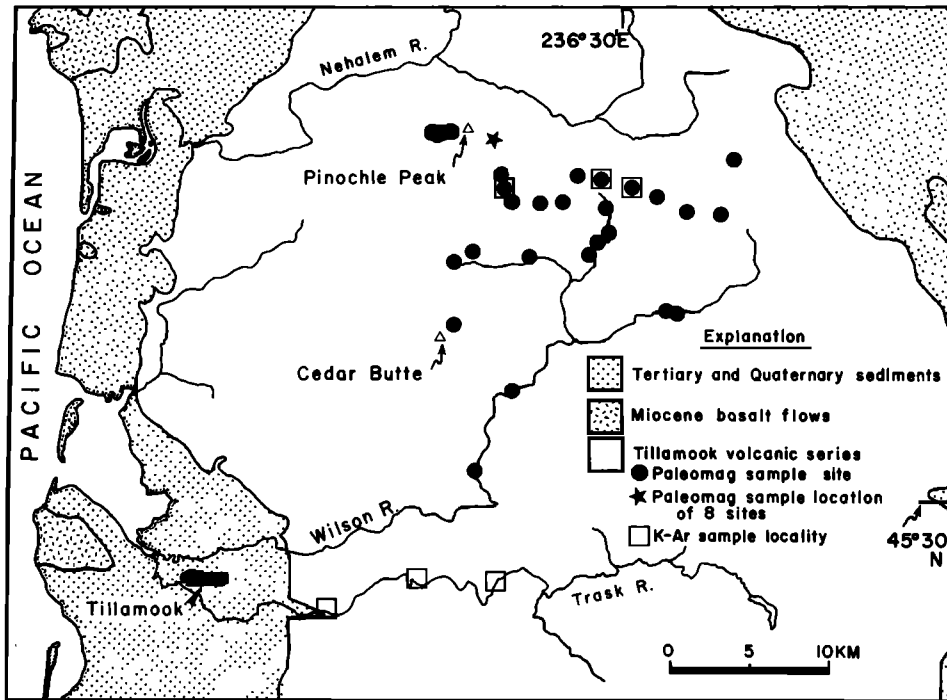 236°30'E
Nehalem R.
Pinochle Peak
PACIFIC OCEAN
Cedar Butte
Explanation
Tertiary and Quaternary sediments
Miocene basalt flows
Tillamook volcanic series
Paleomag sample site
Paleomag sample location
of 8 sites
K-Ar sample locality
Wilson R.
45°30'
N
Tillamook
Trask R.
0 5 10KM